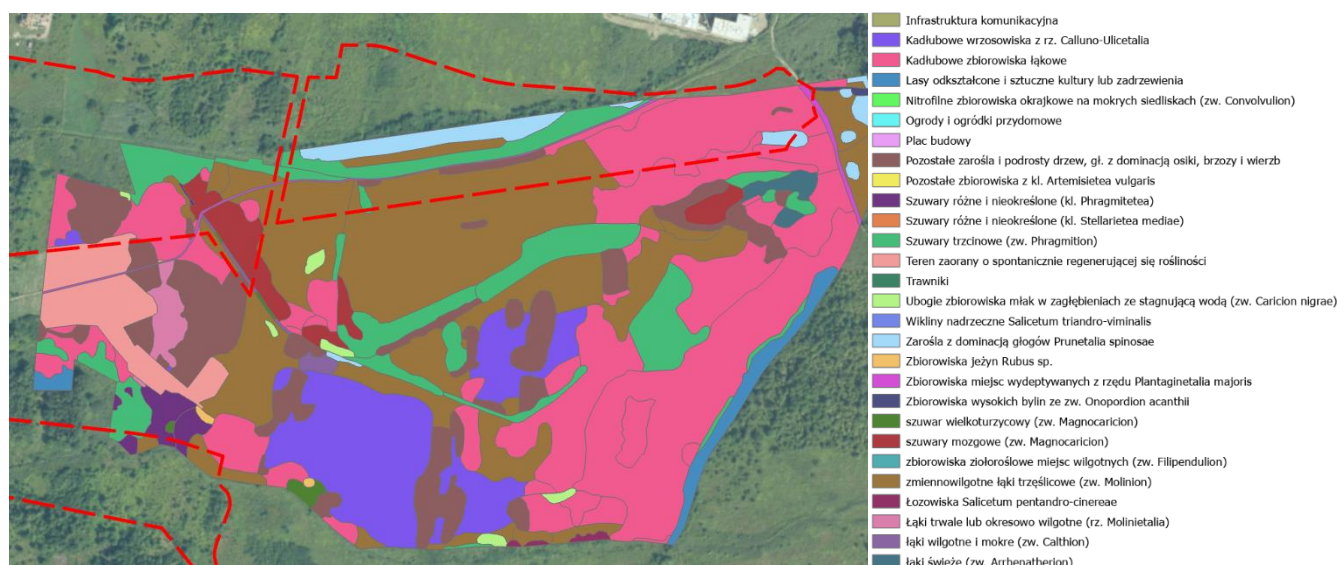 Infrastruktura komunikacyjna
Kadłubowe wrzosowiska z rz. Calluno-Ulicetalia
Kadłubowe zbiorowiska łąkowe
Lasy odkształcone i sztuczne kultury lub zadrzewienia
Nitrofilne zbiorowiska okrajkowe na mokrych siedliskach (zw. Convolvulion)
Ogrody i ogródki przydomowe
Plac budowy
Pozostałe zarośla i podrosty drzew, gł. z dominacją osiki, brzozy i wierzb
Pozostałe zbiorowiska z kl. Artemisietea vulgaris
Szuwary różne i nieokreślone (kl. Phragmitetea)
Szuwary różne i nieokreślone (kl. Stellarietea mediae)
Szuwary trzcinowe (zw. Phragmition)
Teren zaorany o spontanicznie regenerującej się rośliności
Trawniki
Ubogie zbiorowiska młak w zagłębieniach ze stagnującą wodą (zw. Caricion nigrae)
Wikliny nadrzeczne Salicetum triandro-viminalis
Zarośla z dominacją głogów Prunetalia spinosae
Zbiorowiska jeżyn Rubus sp.
Zbiorowiska miejsc wydeptywanych z rzędu Plantaginetalia majoris
Zbiorowiska wysokich bylin ze zw. Onopordion acanthii
szuwar wielkoturzycowy (zw. Magnocaricion)
szuwary mozgowe (zw. Magnocaricion)
zbiorowiska ziołoroślowe miejsc wilgotnych (zw. Filipendulion)
zmiennowilgotne łąki trzęślicowe (zw. Molinion)
Łozowiska Salicetum pentandro-cinereae
Łąki trwale lub okresowo wilgotne (rz. Molinietalia)
łąki wilgotne i mokre (zw. Calthion)
łąki świeże (zw. Arrhenatherion)